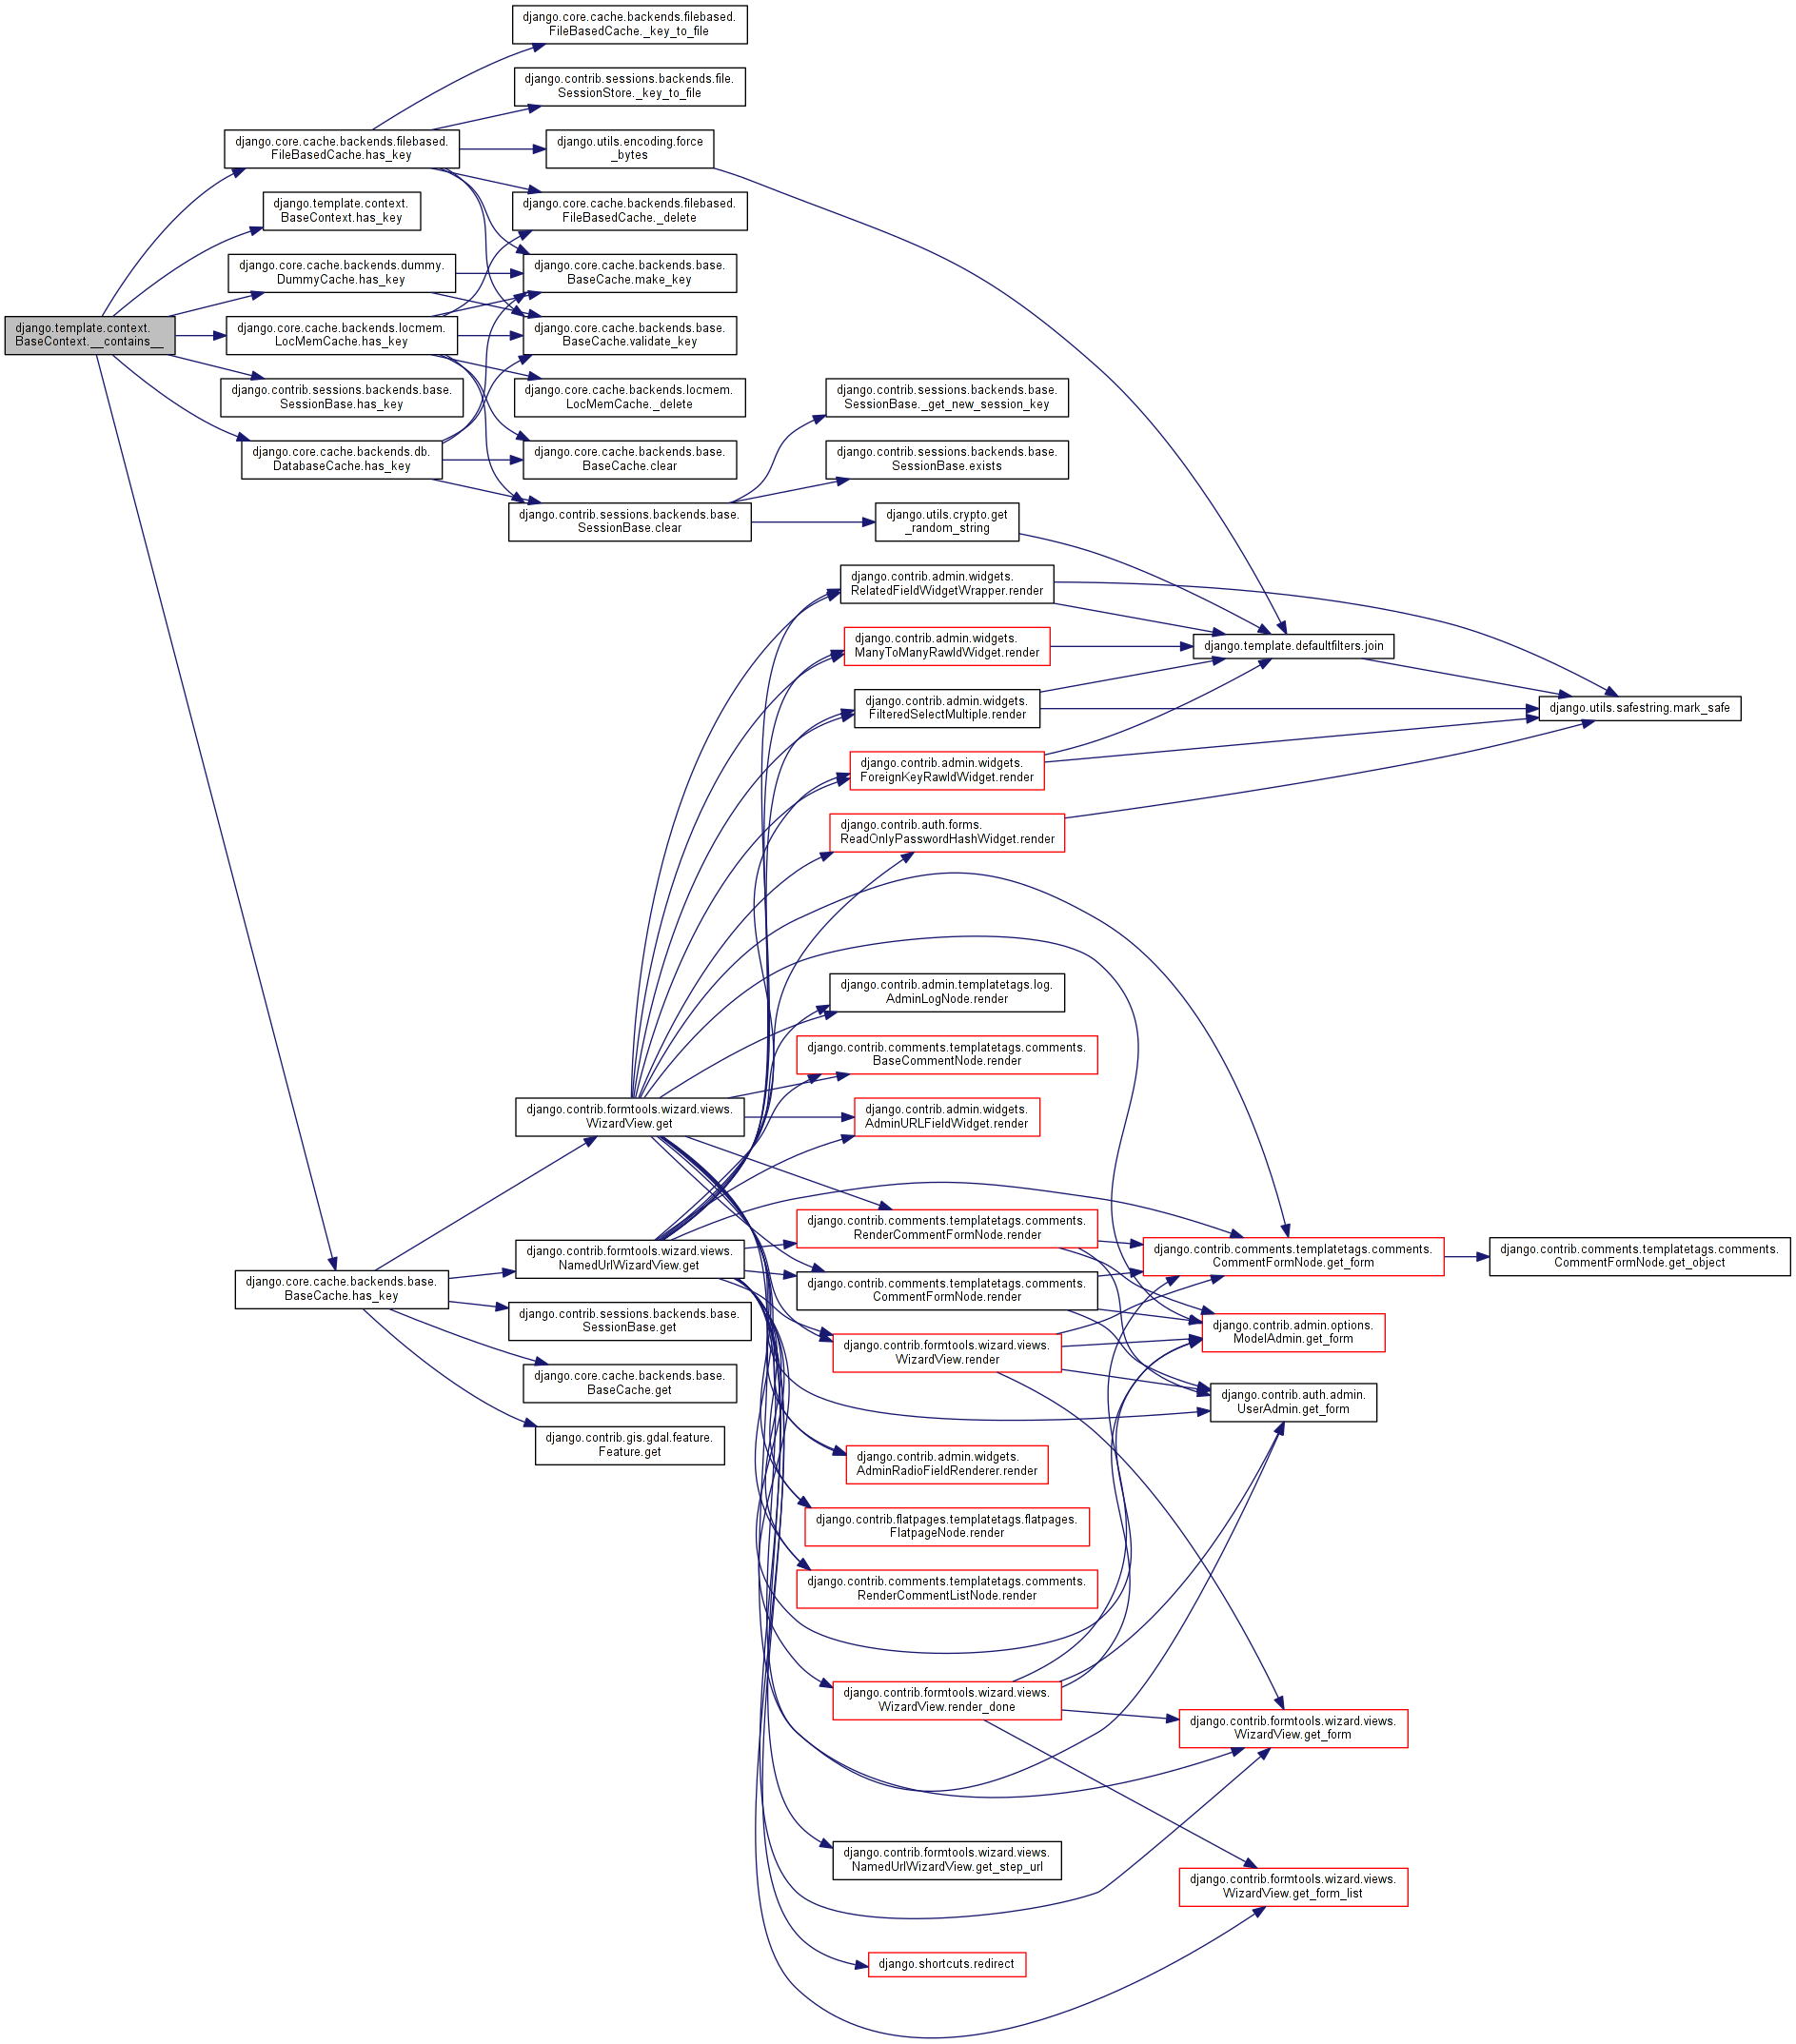 django.core.cache.backends.filebased.
FileBasedCache._key_to_file
django.contrib.sessions.backends.file.
SessionStore._key_to_file
django.core.cache.backends.filebased.
FileBasedCache.has_key
django.utils.encoding.force
_bytes
django.template.context.
BaseContext.has_key
django.core.cache.backends.filebased.
FileBasedCache._delete
django.core.cache.backends.dummy.
DummyCache.has_key
django.core.cache.backends.base.
BaseCache.make_key
django.template.context.
BaseContext.__contains__
django.core.cache.backends.locmem.
LocMemCache.has_key
django.core.cache.backends.base.
BaseCache.validate_key
django.contrib.sessions.backends.base.
SessionBase.has_key
django.core.cache.backends.locmem.
LocMemCache._delete
django.contrib.sessions.backends.base.
SessionBase._get_new_session_key
django.core.cache.backends.db.
DatabaseCache.has_key
django.core.cache.backends.base.
BaseCache.clear
django.contrib.sessions.backends.base.
SessionBase.exists
django.contrib.sessions.backends.base.
SessionBase.clear
django.utils.crypto.get
_random_string
django.contrib.admin.widgets.
RelatedFieldWidgetWrapper.render
django.contrib.admin.widgets.
ManyToManyRawIdWidget.render
django.template.defaultfilters.join
django.contrib.admin.widgets.
FilteredSelectMultiple.render
django.utils.safestring.mark_safe
django.contrib.admin.widgets.
ForeignKeyRawIdWidget.render
django.contrib.auth.forms.
ReadOnlyPasswordHashWidget.render
django.contrib.admin.templatetags.log.
AdminLogNode.render
django.contrib.comments.templatetags.comments.
BaseCommentNode.render
django.contrib.formtools.wizard.views.
WizardView.get
django.contrib.admin.widgets.
AdminURLFieldWidget.render
django.contrib.comments.templatetags.comments.
RenderCommentFormNode.render
django.contrib.formtools.wizard.views.
NamedUrlWizardView.get
django.contrib.comments.templatetags.comments.
CommentFormNode.get_form
django.contrib.comments.templatetags.comments.
CommentFormNode.get_object
django.core.cache.backends.base.
BaseCache.has_key
django.contrib.comments.templatetags.comments.
CommentFormNode.render
django.contrib.sessions.backends.base.
SessionBase.get
django.contrib.admin.options.
ModelAdmin.get_form
django.contrib.formtools.wizard.views.
WizardView.render
django.core.cache.backends.base.
BaseCache.get
django.contrib.auth.admin.
UserAdmin.get_form
django.contrib.gis.gdal.feature.
Feature.get
django.contrib.admin.widgets.
AdminRadioFieldRenderer.render
django.contrib.flatpages.templatetags.flatpages.
FlatpageNode.render
django.contrib.comments.templatetags.comments.
RenderCommentListNode.render
django.contrib.formtools.wizard.views.
WizardView.render_done
django.contrib.formtools.wizard.views.
WizardView.get_form
django.contrib.formtools.wizard.views.
NamedUrlWizardView.get_step_url
django.contrib.formtools.wizard.views.
WizardView.get_form_list
django.shortcuts.redirect